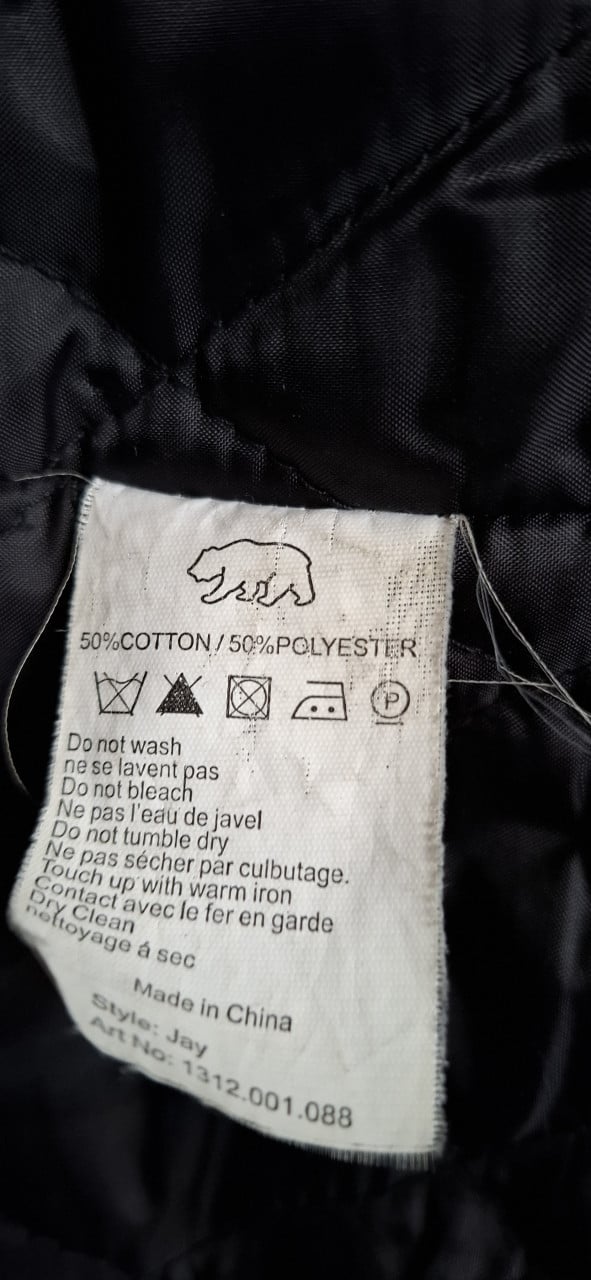 50%COTTON / 50%POLYESTER
P
Do not wash
ne se lavent pas
Do not bleach
Ne pas l'eau de javel
Do not tumble dry
Ne pas sécher par culbutage.
Touch up with warm iron
Contact avec le fer en garde
Dry Clean
nettoyage á sec
Made in China
Style: Jay
Art No: 1312.001.088